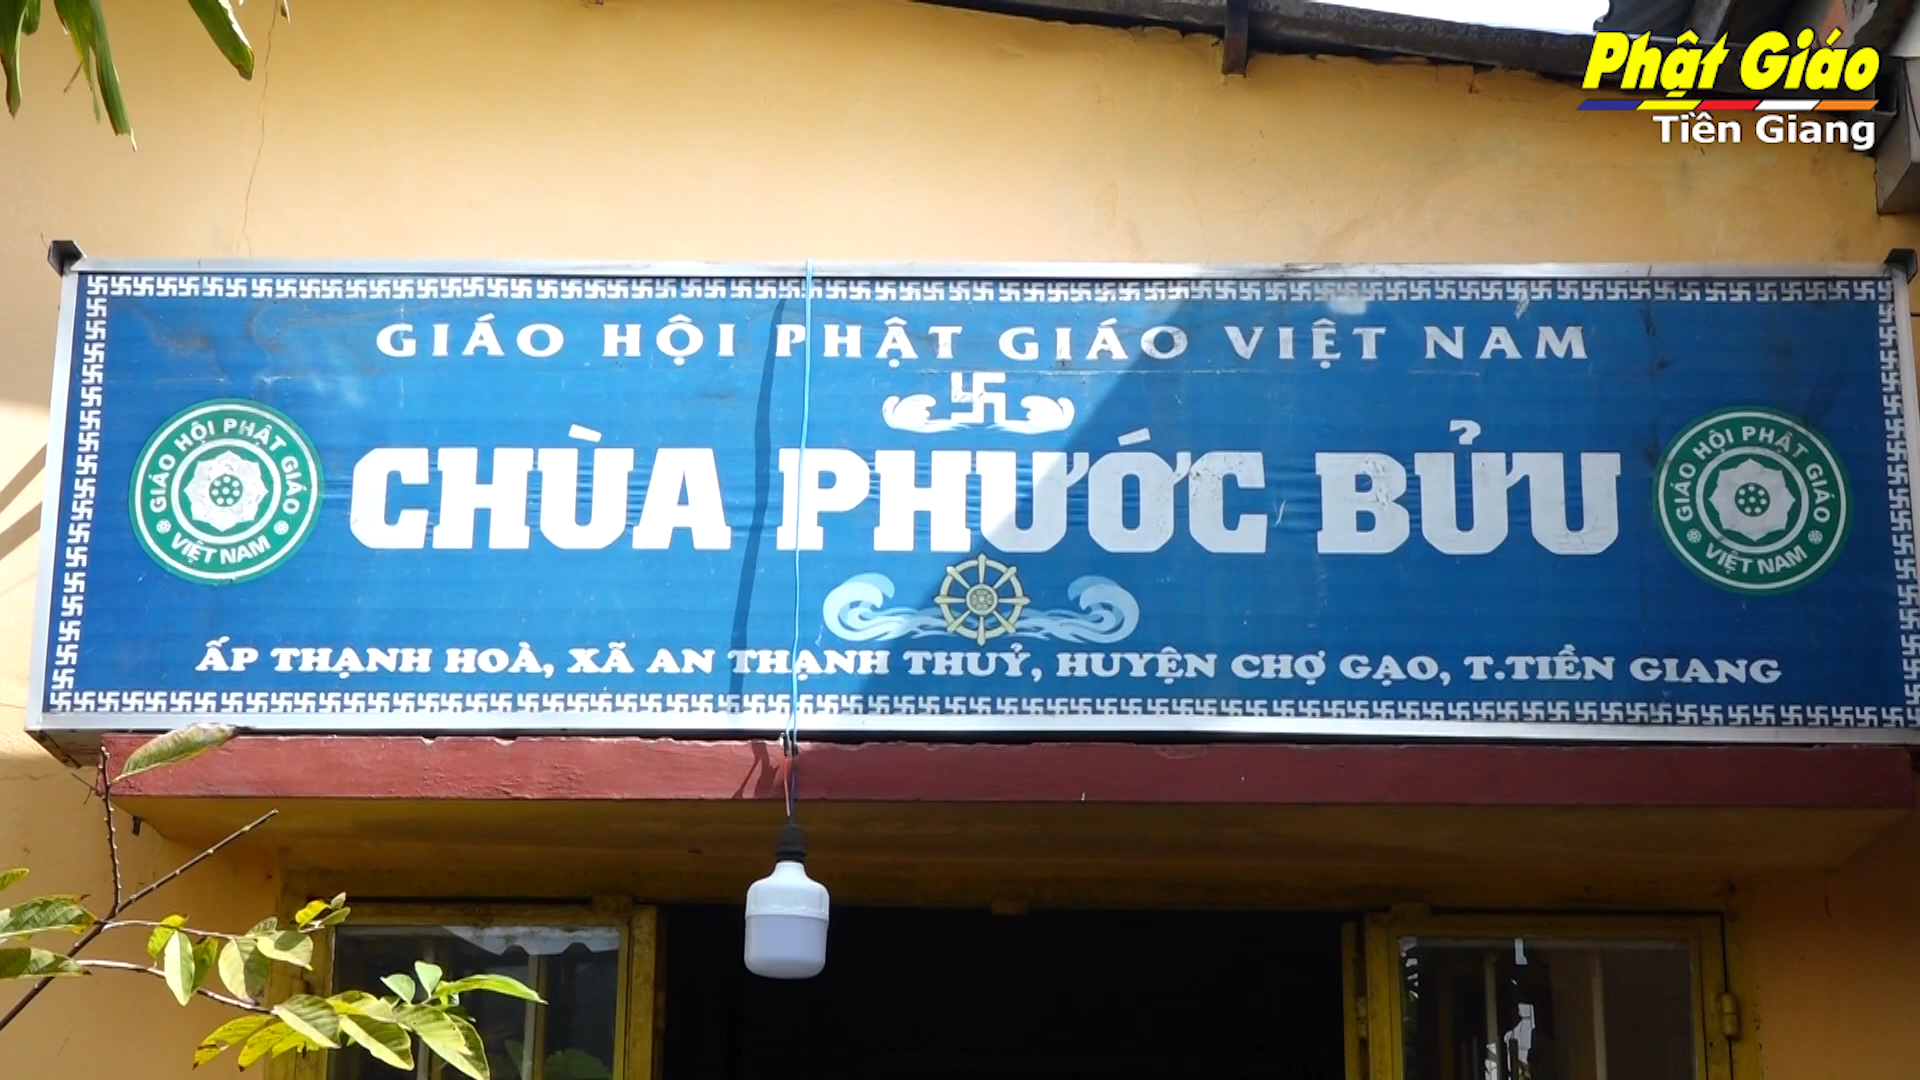 Phật Giáo
Tiền Giang
GIÁO HỘI PHẬT GIÁO VIỆT NAM
CHÙA PHƯỚC BỬU
GIÁO HỘI PHẬT GIÁO
VIỆT NAM
GIÁO HỘI PHẬT GIÁO
VIỆT NAM
ẤP THẠNH HOÀ, XÃ AN THẠNH THUỶ, HUYỆN CHỢ GẠO, T.TIỀN GIANG